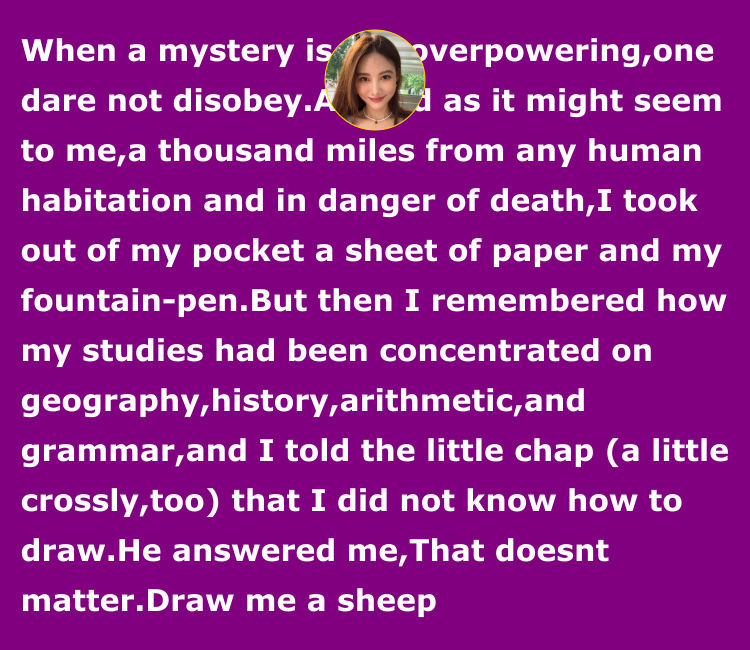 When a mystery is overpowering,one
dare not disobey. as it might seem
to me,a thousand miles from any human
habitation and in danger of death,I took
out of my pocket a sheet of paper and my
fountain-pen.But then I remembered how
my studies had been concentrated on
geography,history,arithmetic,and
grammar,and I told the little chap (a little
crossly,too) that I did not know how to
draw.He answered me,That doesnt
matter.Draw me a sheep